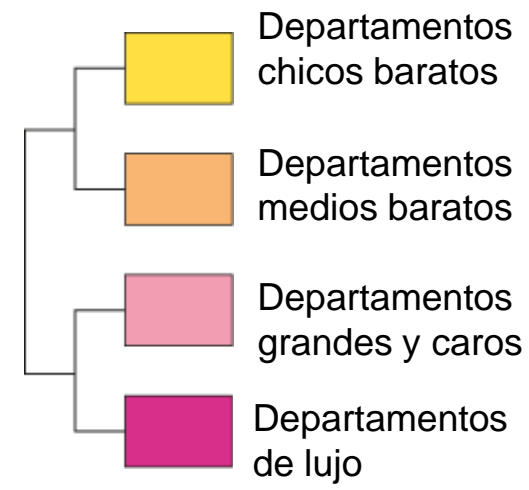 Departamentos
chicos baratos
Departamentos
medios baratos
Departamentos
grandes y caros
Departamentos
de lujo